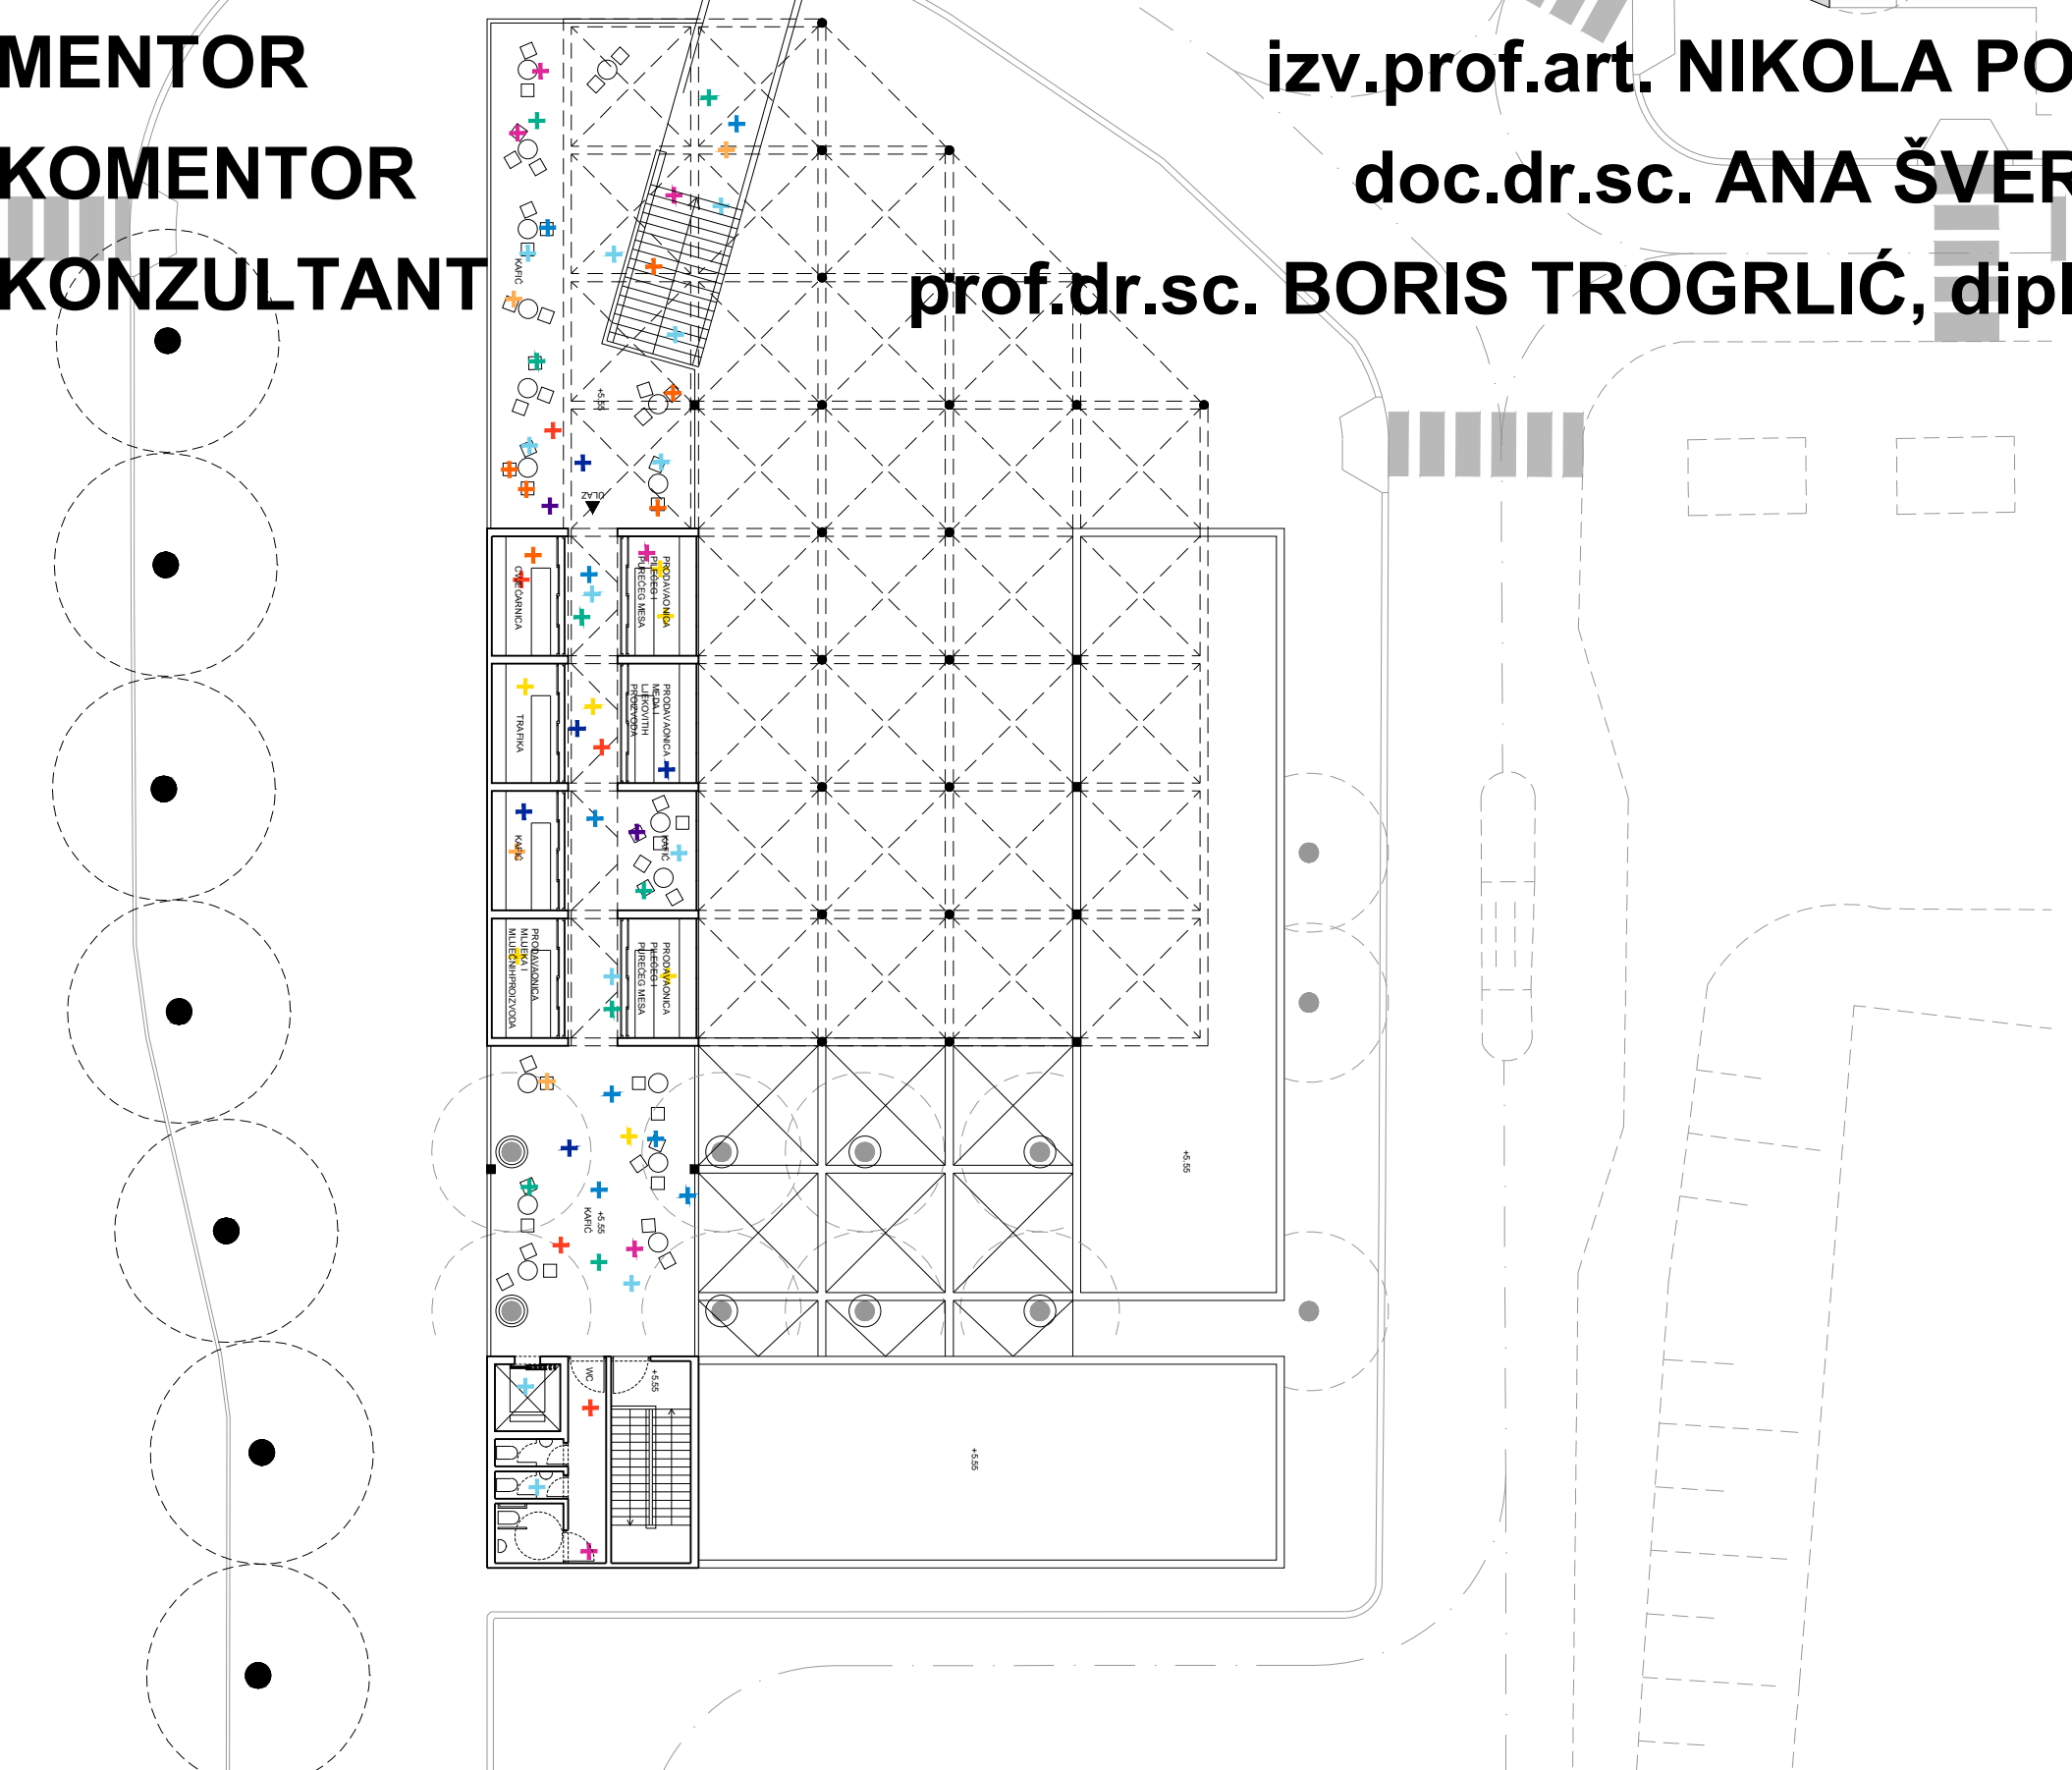 MENTOR
izv.prof.art. NIKOLA PO
KOMENTOR
doc.dr.sc. ANA ŠVER
KONZULTANT
prof.dr.sc. BORIS TROGRLIĆ, dipl
KAFIĆ
+5.55
ULAZ
CVJEĆARNICA
PRODAVAONICA
PILEĆEG I
PUREĆEG MESA
TRAFIKA
PRODAVAONICA
MEDA I
LJEKOVITIH
PROIZVODA
KAFIĆ
KAFIĆ
PRODAVAONICA
MLIJEKA I
MLIJEČNIHPROIZVODA
PRODAVAONICA
PILEĆEG I
PUREĆEG MESA
+5.55
+5.55
KAFIĆ
WC
+5.55
+5.55